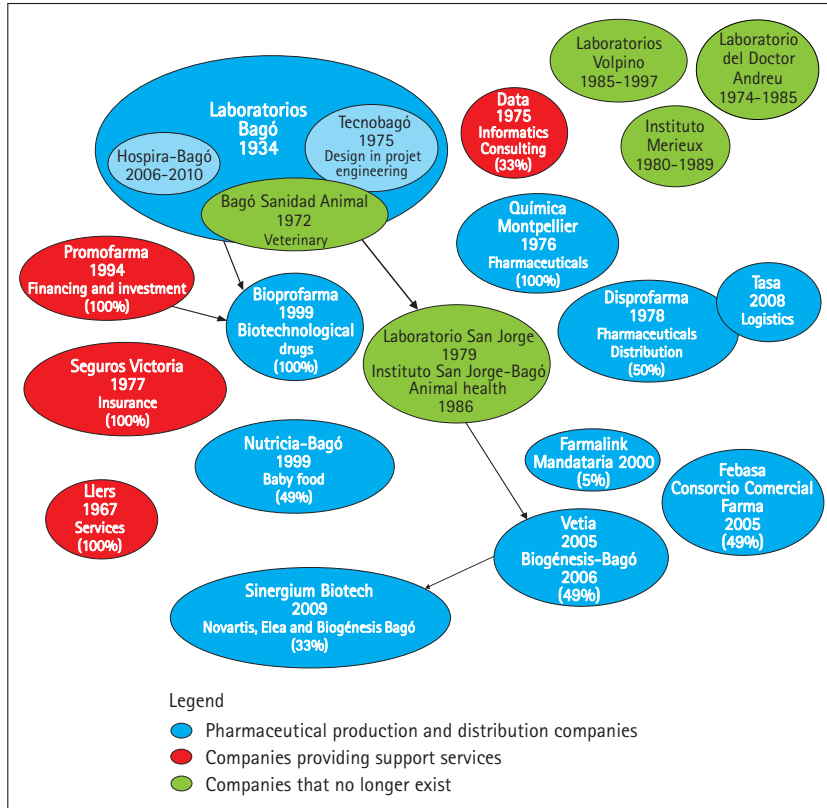 Laboratorios
Bagó
1934
Hospira-Bagó
2006-2010
Tecnobagó
1975
Design in projet
engineering
Bagó Sanidad Animal
1972
Veterinary
Data
1975
Informatics
Consulting
(33%)
Laboratorios
Volpino
1985-1997
Laboratorio
del Doctor
Andreu
1974-1985
Instituto
Merieux
1980-1989
Química
Montpellier
1976
Fharmaceuticals
(100%)
Promofarma
1994
Financing and investment
(100%)
Bioprofarma
1999
Biotechnological
drugs
(100%)
Disprofarma
1978
Fharmaceuticals
Distribution
(50%)
Tasa
2008
Logistics
Laboratorio San Jorge
1979
Instituto San Jorge-Bagó
Animal health
1986
Seguros Victoria
1977
Insurance
(100%)
Nutricia-Bagó
1999
Baby food
(49%)
Farmalink
Mandataria 2000
(5%)
Febasa
Consorcio Comercial
Farma
2005
(49%)
Llers
1967
Services
(100%)
Vetia
2005
Biogénesis-Bagó
2006
(49%)
Sinergium Biotech
2009
Novartis, Elea and Biogénesis Bagó
(33%)
Legend
Pharmaceutical production and distribution companies
Companies providing support services
Companies that no longer exist